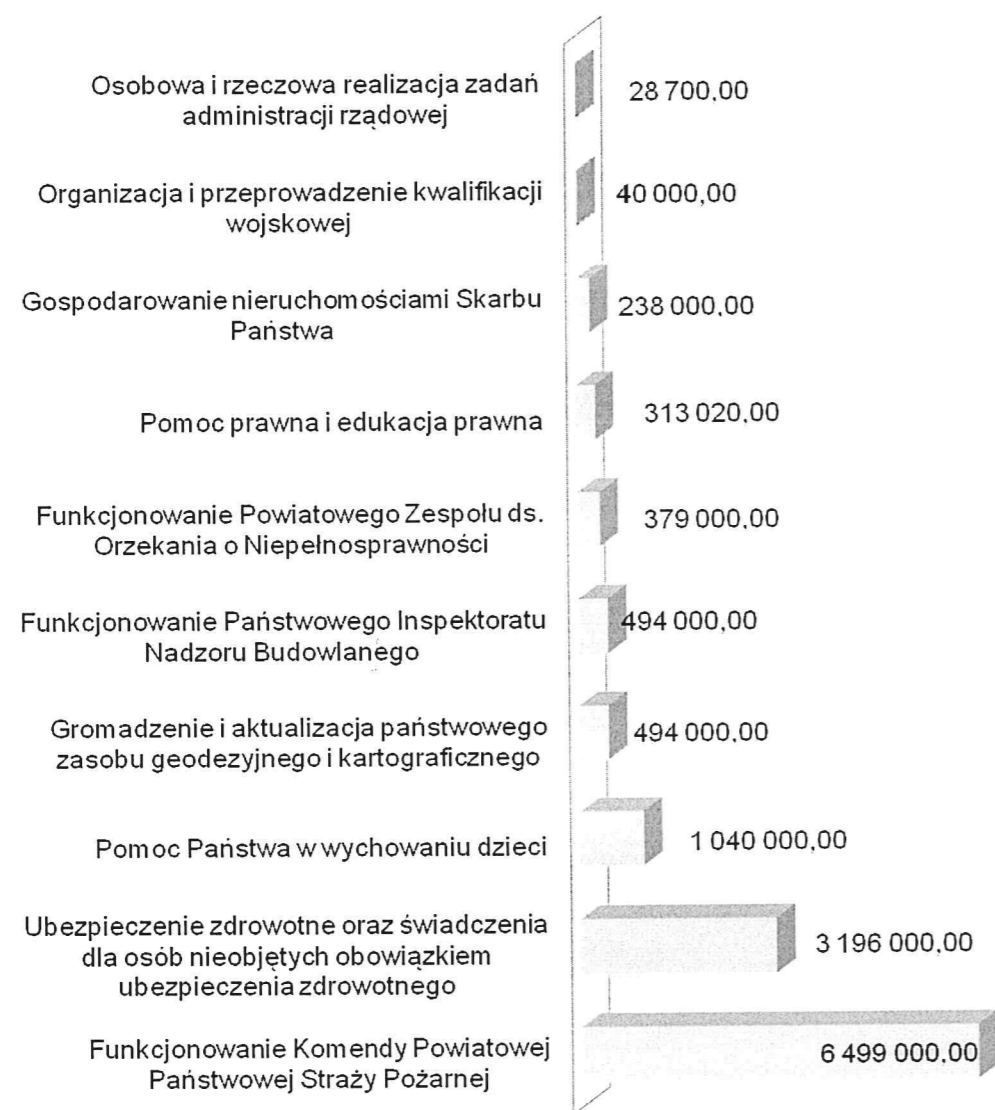 Osobowa i rzeczowa realizacja zadań
administracji rządowej
28 700,00
Organizacja i przeprowadzenie kwalifikacji
wojskowej
40 000,00
Gospodarowanie nieruchomościami Skarbu
Państwa
238 000,00
Pomoc prawna i edukacja prawna
313 020,00
Funkcjonowanie Powiatowego Zespołu ds.
Orzekania o Niepełnosprawności
379 000,00
Funkcjonowanie Państwowego Inspektoratu
Nadzoru Budowlanego
494 000,00
Gromadzenie i aktualizacja państwowego
zasobu geodezyjnego i kartograficznego
494 000,00
Pomoc Państwa w wychowaniu dzieci
1 040 000,00
Ubezpieczenie zdrowotne oraz świadczenia
dla osób nieobjętych obowiązkiem
ubezpieczenia zdrowotnego
3 196 000,00
Funkcjonowanie Komendy Powiatowej
Państwowej Straży Pożarnej
6 499 000,00